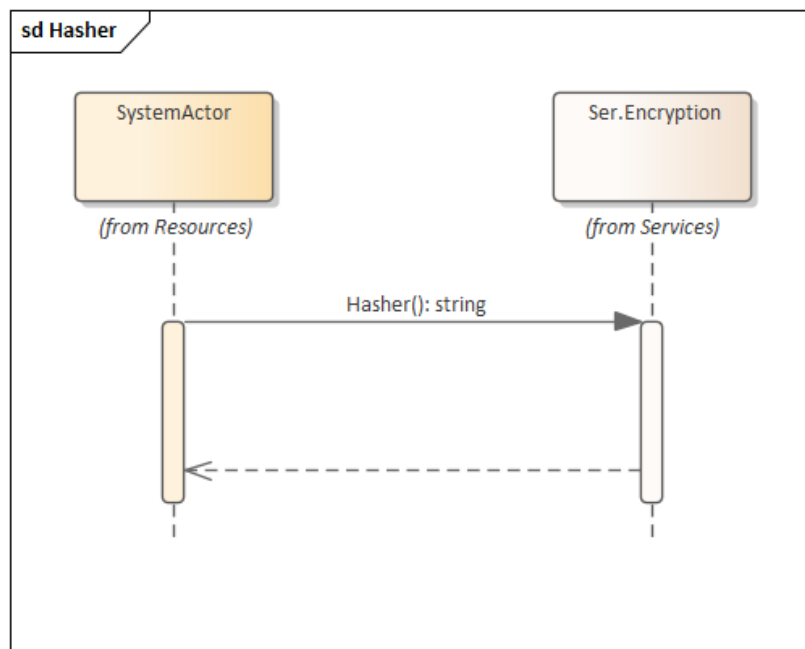 sd Hasher
SystemActor
Ser.Encryption
(from Resources)
(from Services)
Hasher(): string